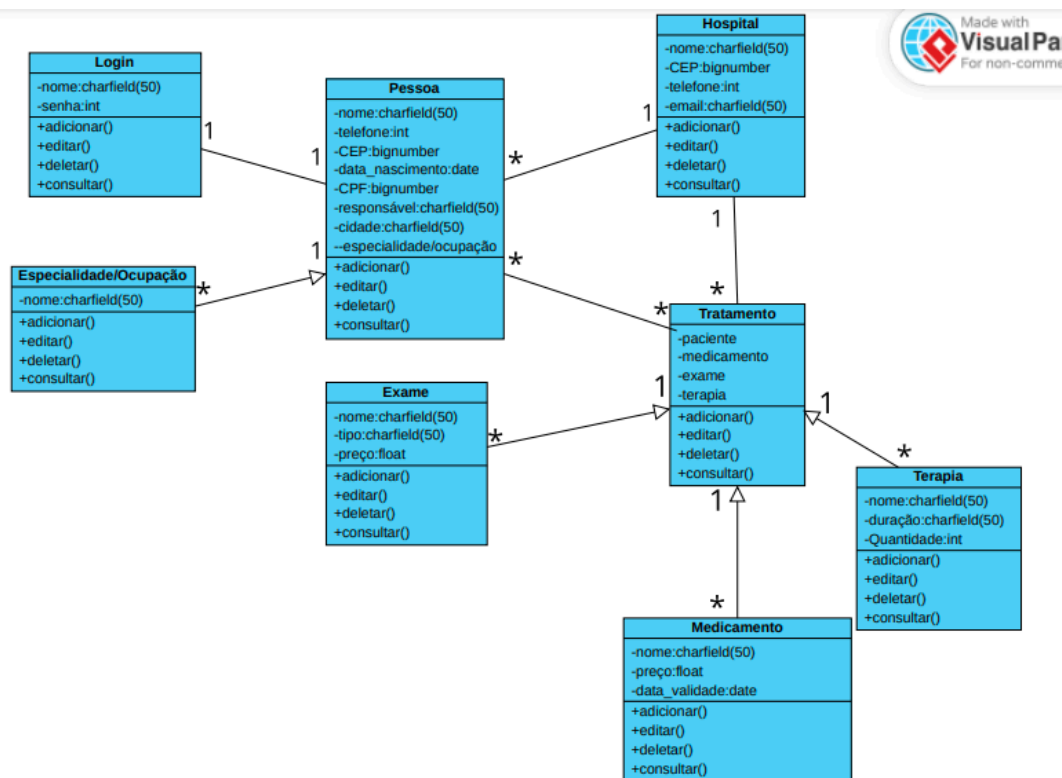 Made with
Visual Par
For non-comme
Login
-nome:charfield(50)
-senha:int
+adicionar()
+editar()
+deletar()
+consultar()
1
Pessoa
-nome:charfield(50)
-telefone:int
-CEP:bignumber
-data_nascimento:date
-CPF:bignumber
-responsável:charfield(50)
-cidade:charfield(50)
--especialidade/ocupação
+adicionar()
+editar()
+deletar()
+consultar()
1
*
1
*
Hospital
-nome:charfield(50)
-CEP:bignumber
-telefone:int
-email:charfield(50)
+adicionar()
+editar()
+deletar()
+consultar()
1
1
Especialidade/Ocupação
-nome:charfield(50)
+adicionar()
+editar()
+deletar()
+consultar()
*
Tratamento
-paciente
-medicamento
-exame
-terapia
+adicionar()
+editar()
+deletar()
+consultar()
*
*
1
1
1
Exame
-nome:charfield(50)
-tipo:charfield(50)
-preço:float
+adicionar()
+editar()
+deletar()
+consultar()
*
Terapia
-nome:charfield(50)
-duração:charfield(50)
-Quantidade:int
+adicionar()
+editar()
+deletar()
+consultar()
*
Medicamento
-nome:charfield(50)
-preço:float
-data_validade:date
+adicionar()
+editar()
+deletar()
+consultar()
*